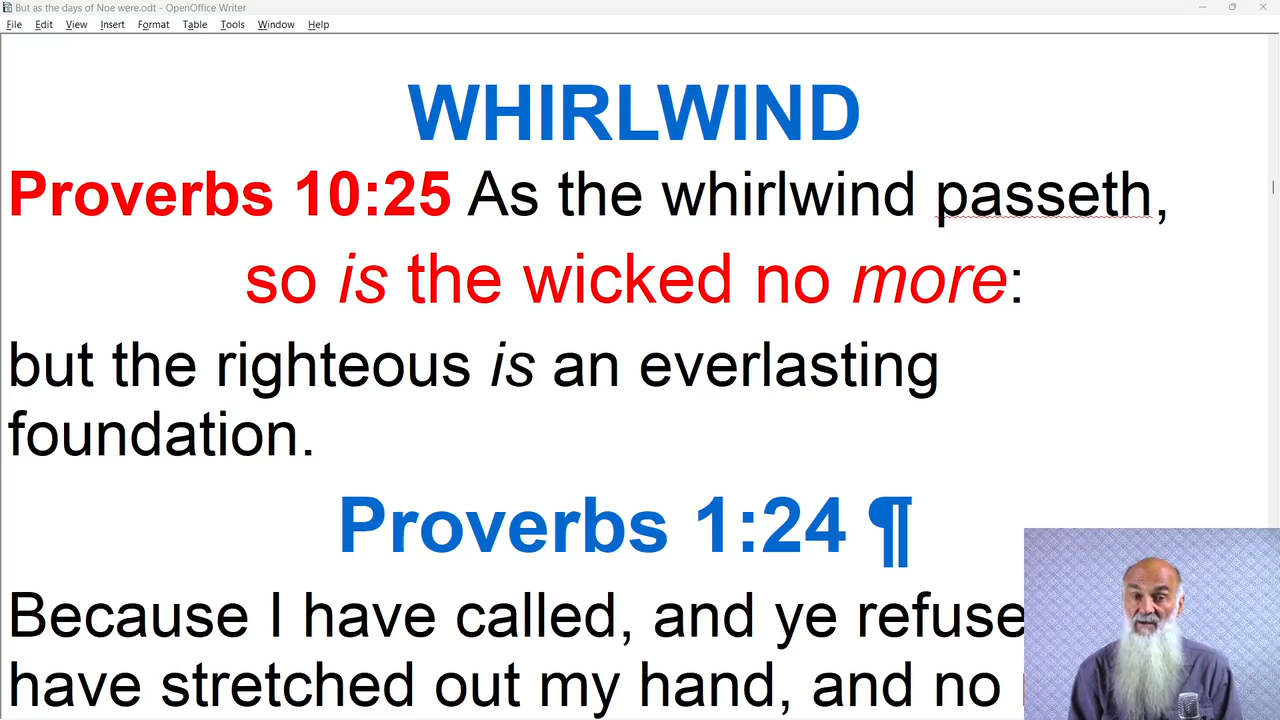 But as the days of Noe were.odt - OpenOffice Writer
File Edit View Insert Format Table Tools Window Help
WHIRLWIND
Proverbs 10:25 As the whirlwind passeth,
so is the wicked no more:
but the righteous is an everlasting
foundation.
Proverbs 1:24 ¶
Because I have called, and ye refuse
have stretched out my hand, and no